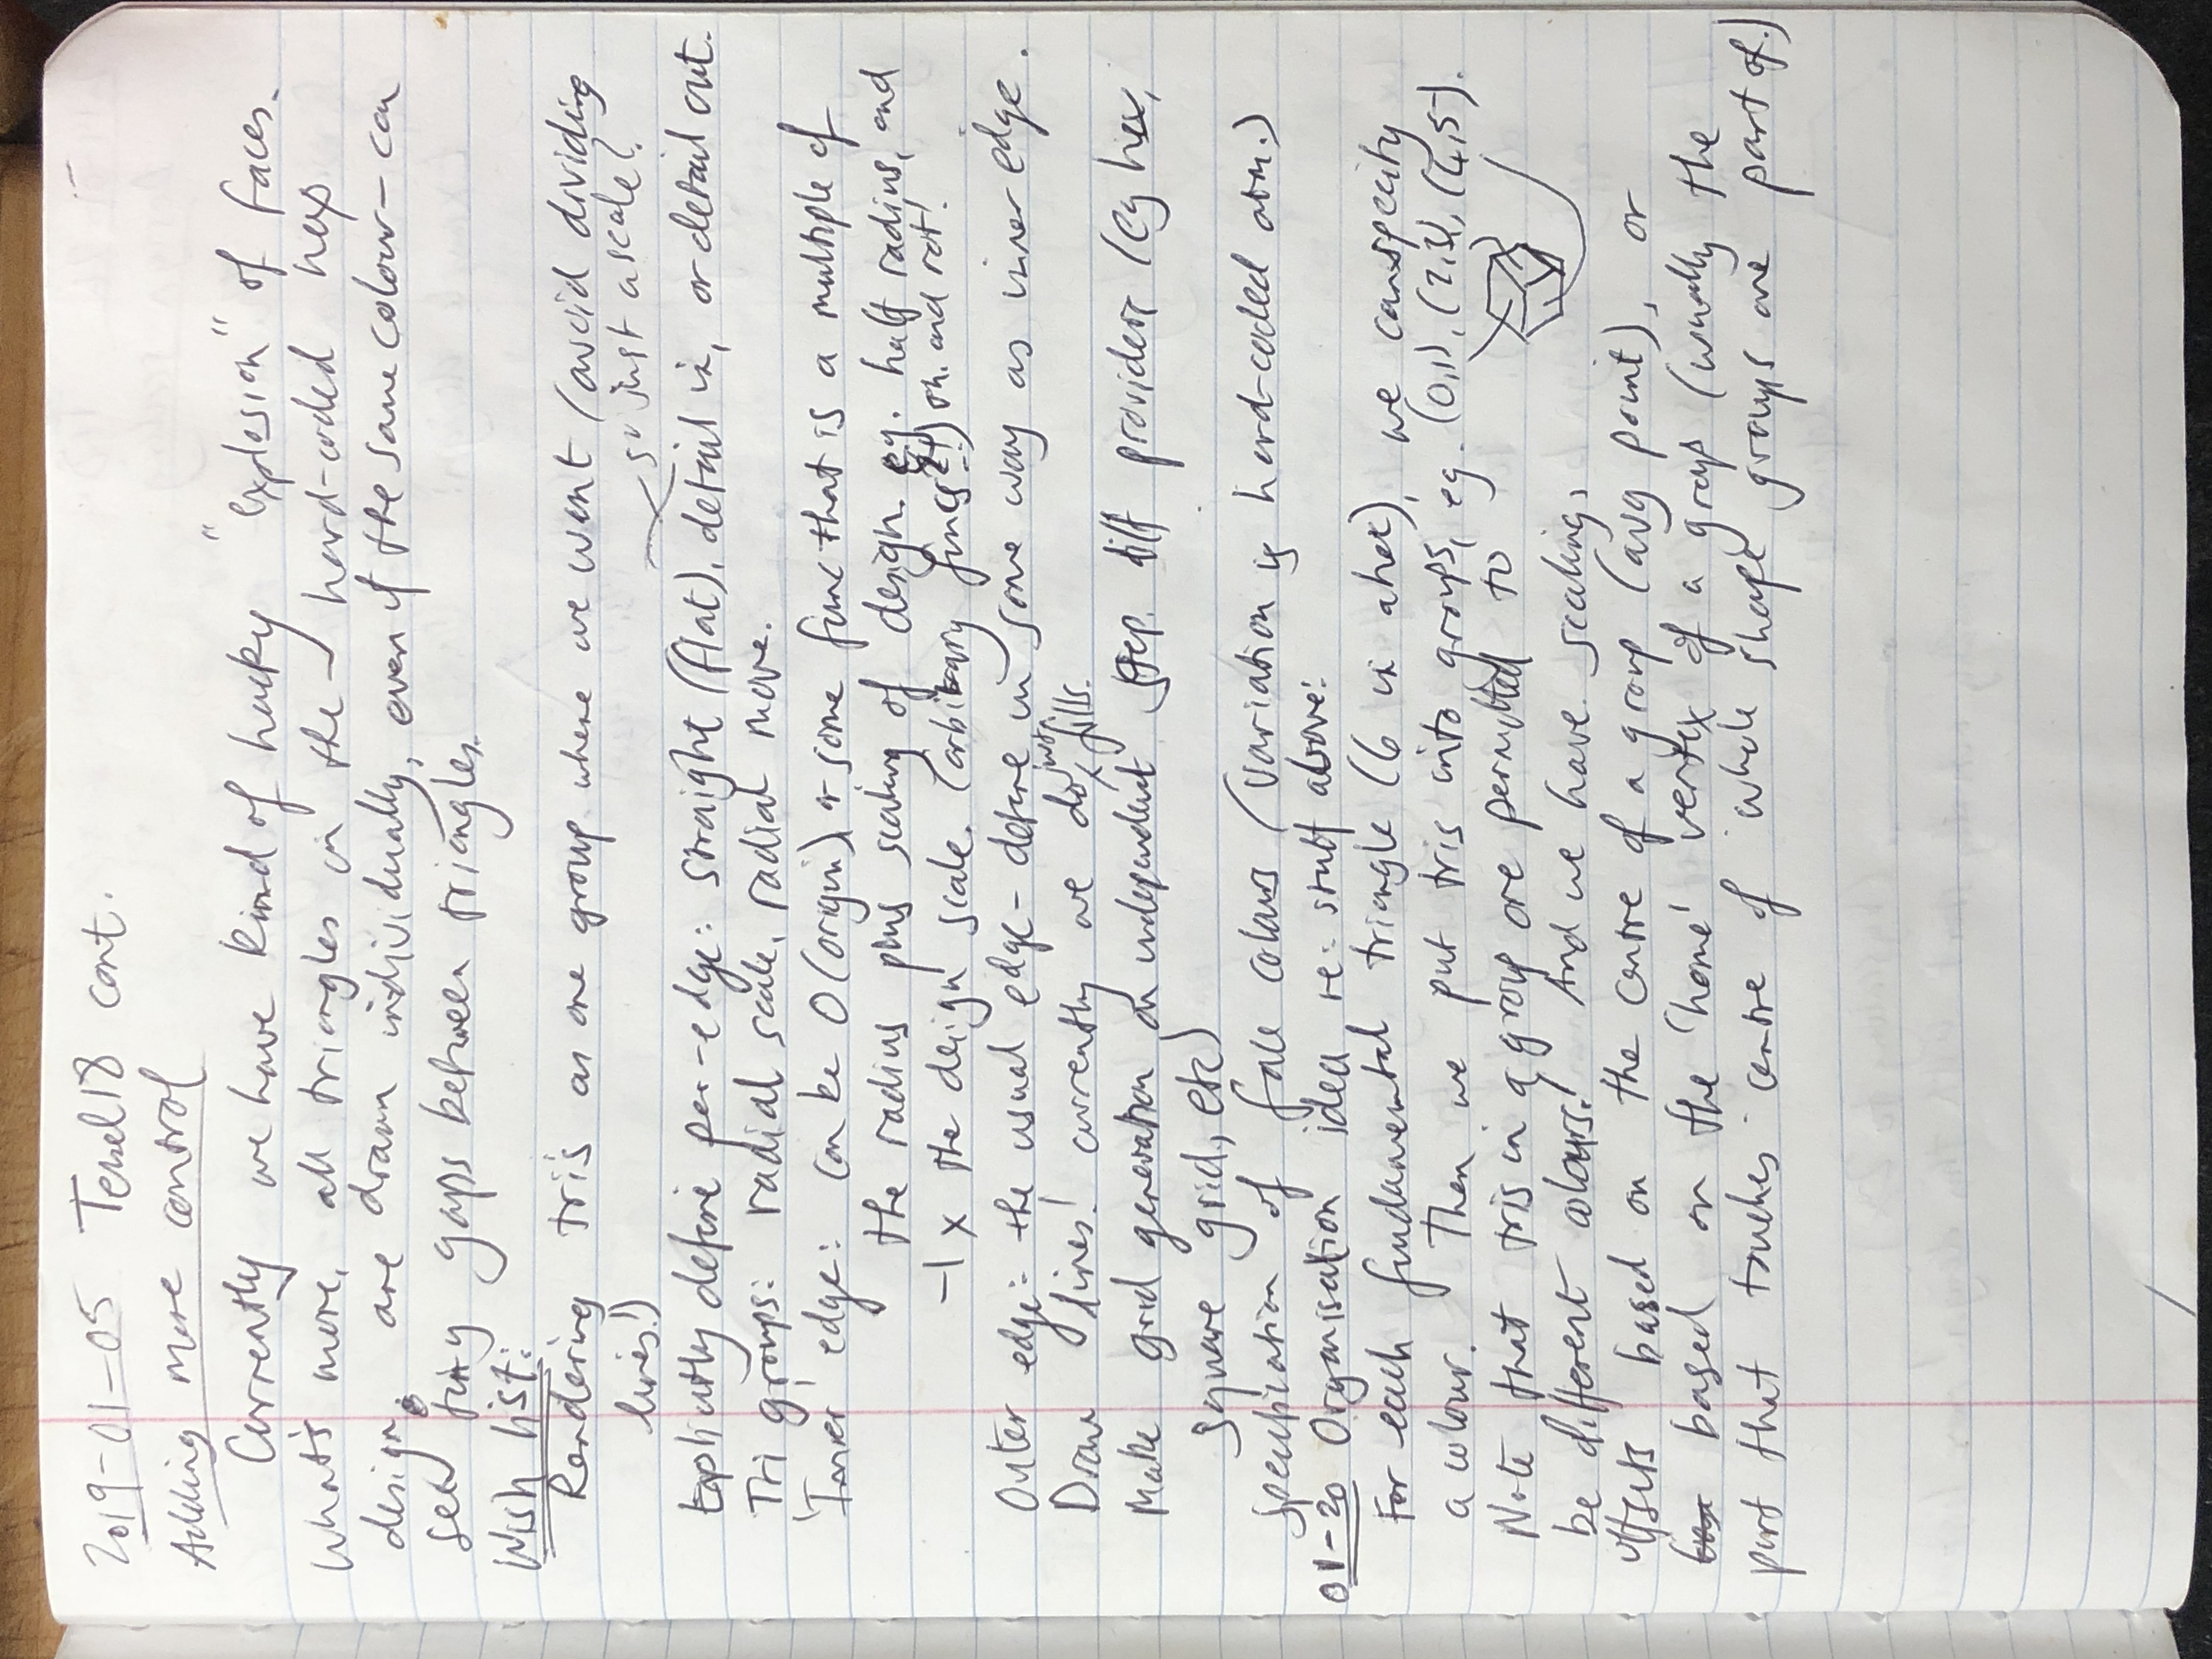 2019-01-05 Tessel18 cont.
Adding more control
Currently we have kind of hacky "explosion" of faces.
What's more, all triangles in the hard-coded hex
design are drawn individually, even if the same colour - can
see tiny gaps between triangles.
Wish list:
Rendering tris as one group where we want (avoid dividing
lines!)
so just a scale?
Explicitly define per-edge: straight (flat), detail in, or detail out.
Tri groups: radial scale, radial move.
'Inner' edge: can be 0 (origin) or some func that is a multiple of
the radius plus scaling of design. eg. half radius, and
-1 x the design scale. (arbitrary funcs?!) oh. and rot!
Outer edge: the usual edge - define in same way as inner edge.
Draw lines! currently we do just fills.
Make grid generation an independent step. diff providers (eg hex,
square grid, etc)
Specification of face colours (variation is hard-coded atm.)
01-20 Organisation idea re: stuff above:
For each fundamental triangle (6 in a hex), we can specify
a colour. Then we put tris into groups, eg. (0,1), (2,3), (4,5).
Note that tris in a group are permitted to
be different colours! And we have scaling,
offsets based on the centre of a group (avg point), or
based on the 'home' vertex of a group (usually the
part that touches centre of whole shape groups are part of.)